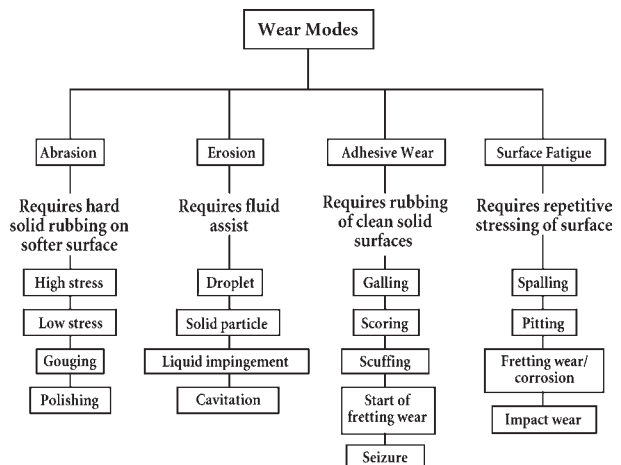 Wear Modes
Abrasion
Requires hard
solid rubbing on
softer surface
High stress
Low stress
Gouging
Polishing
Erosion
Requires fluid
assist
Droplet
Solid particle
Liquid impingement
Cavitation
Adhesive Wear
Requires rubbing
of clean solid
surfaces
Galling
Scoring
Scuffing
Start of
fretting wear
Seizure
Surface Fatigue
Requires repetitive
stressing of surface
Spalling
Pitting
Fretting wear/
corrosion
Impact wear